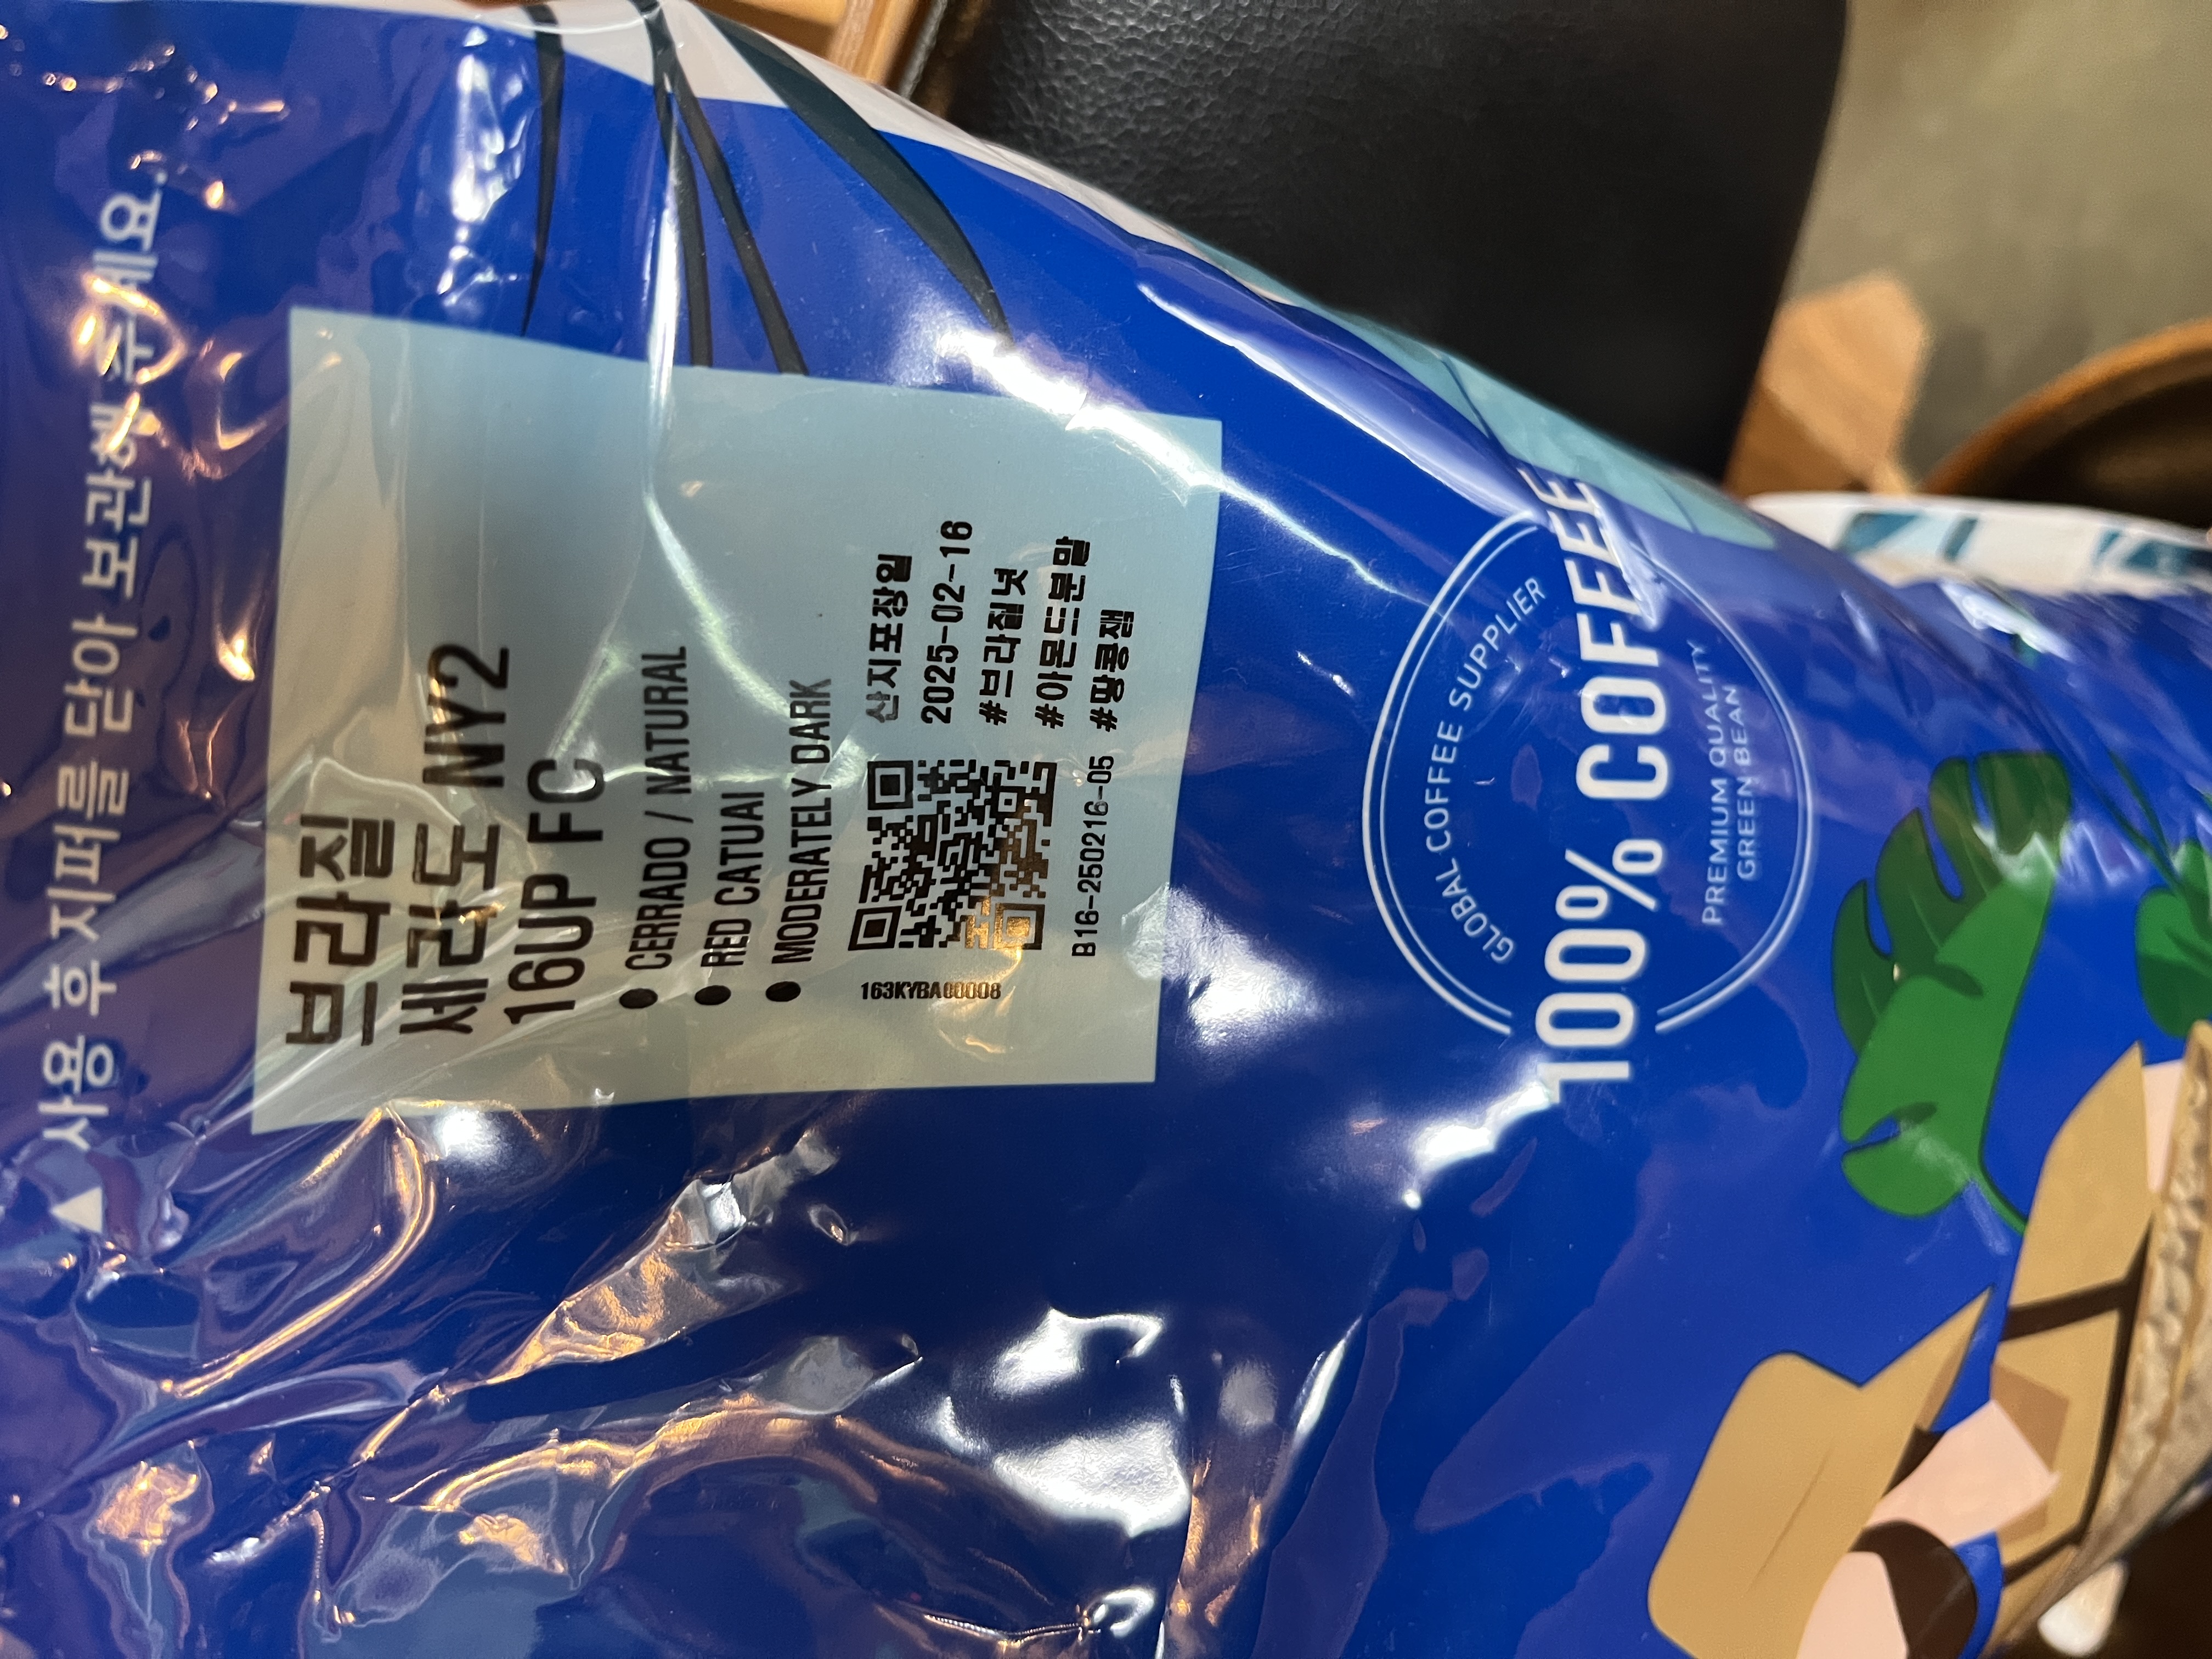 ▲ 사용 후 지퍼를 닫아 보관해 주세요.
브라질
세라도 NY2
16UP FC
● CERRADO / NATURAL
● RED CATUAI
● MODERATELY DARK
163KYBA00008
B16-250216-05
산지포장일
2025-02-16
#브라질넛
#아몬드분말
#땅콩잼
GLOBAL COFFEE SUPPLIER
100% COFFEE
PREMIUM QUALITY
GREEN BEAN